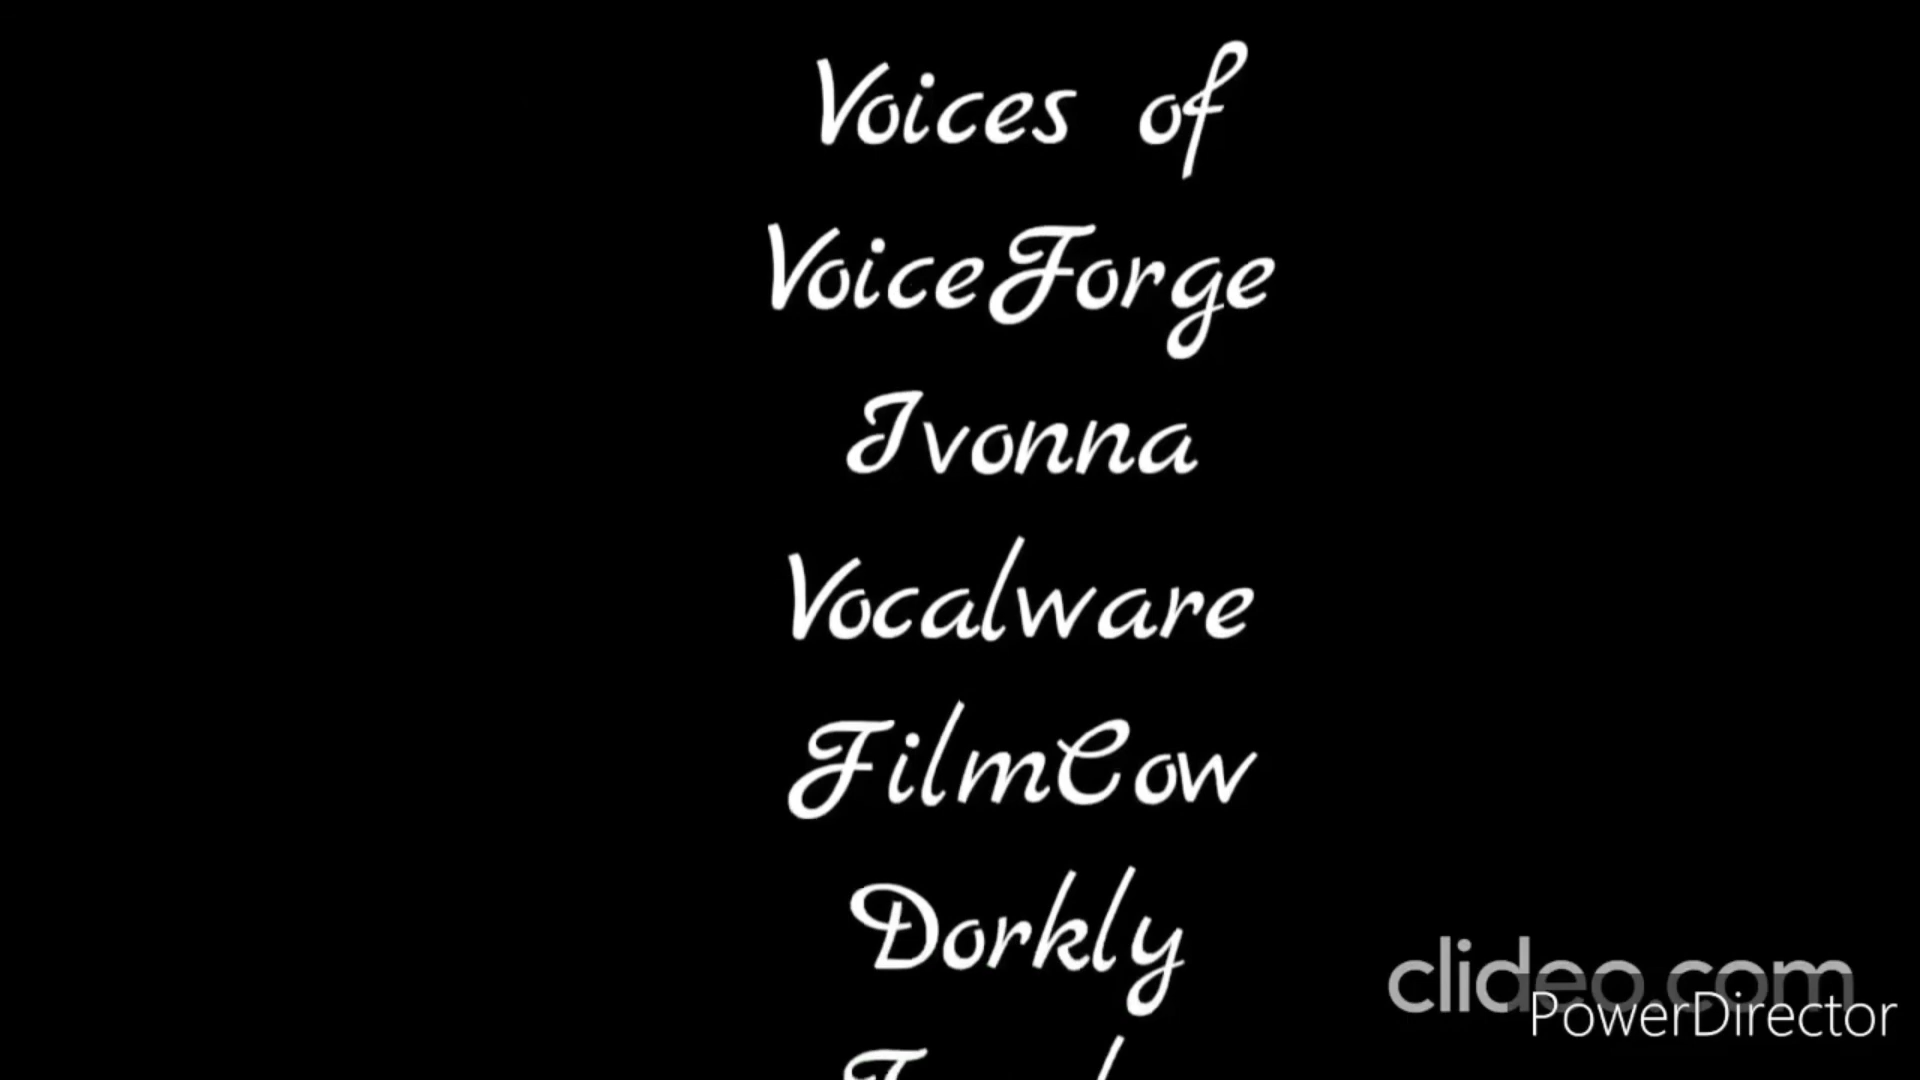 Voices of
VoiceForge
Ivonna
Vocalware
FilmCow
Dorkly
clideo.com
PowerDirector